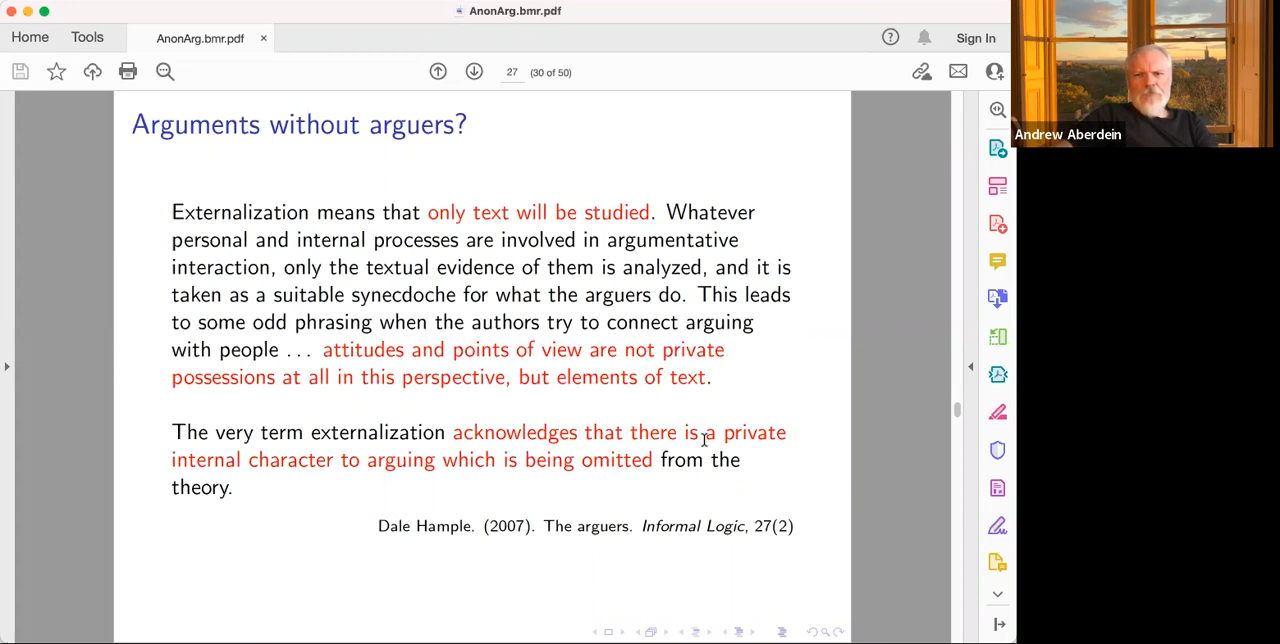 AnonArg.bmr.pdf
Home Tools AnonArg.bmr.pdf × ? Sign In
27 (30 of 50)
Andrew Aberdein
Arguments without arguers?
Externalization means that only text will be studied. Whatever
personal and internal processes are involved in argumentative
interaction, only the textual evidence of them is analyzed, and it is
taken as a suitable synecdoche for what the arguers do. This leads
to some odd phrasing when the authors try to connect arguing
with people ... attitudes and points of view are not private
possessions at all in this perspective, but elements of text.
The very term externalization acknowledges that there is a private
internal character to arguing which is being omitted from the
theory.
Dale Hample. (2007). The arguers. Informal Logic, 27(2)